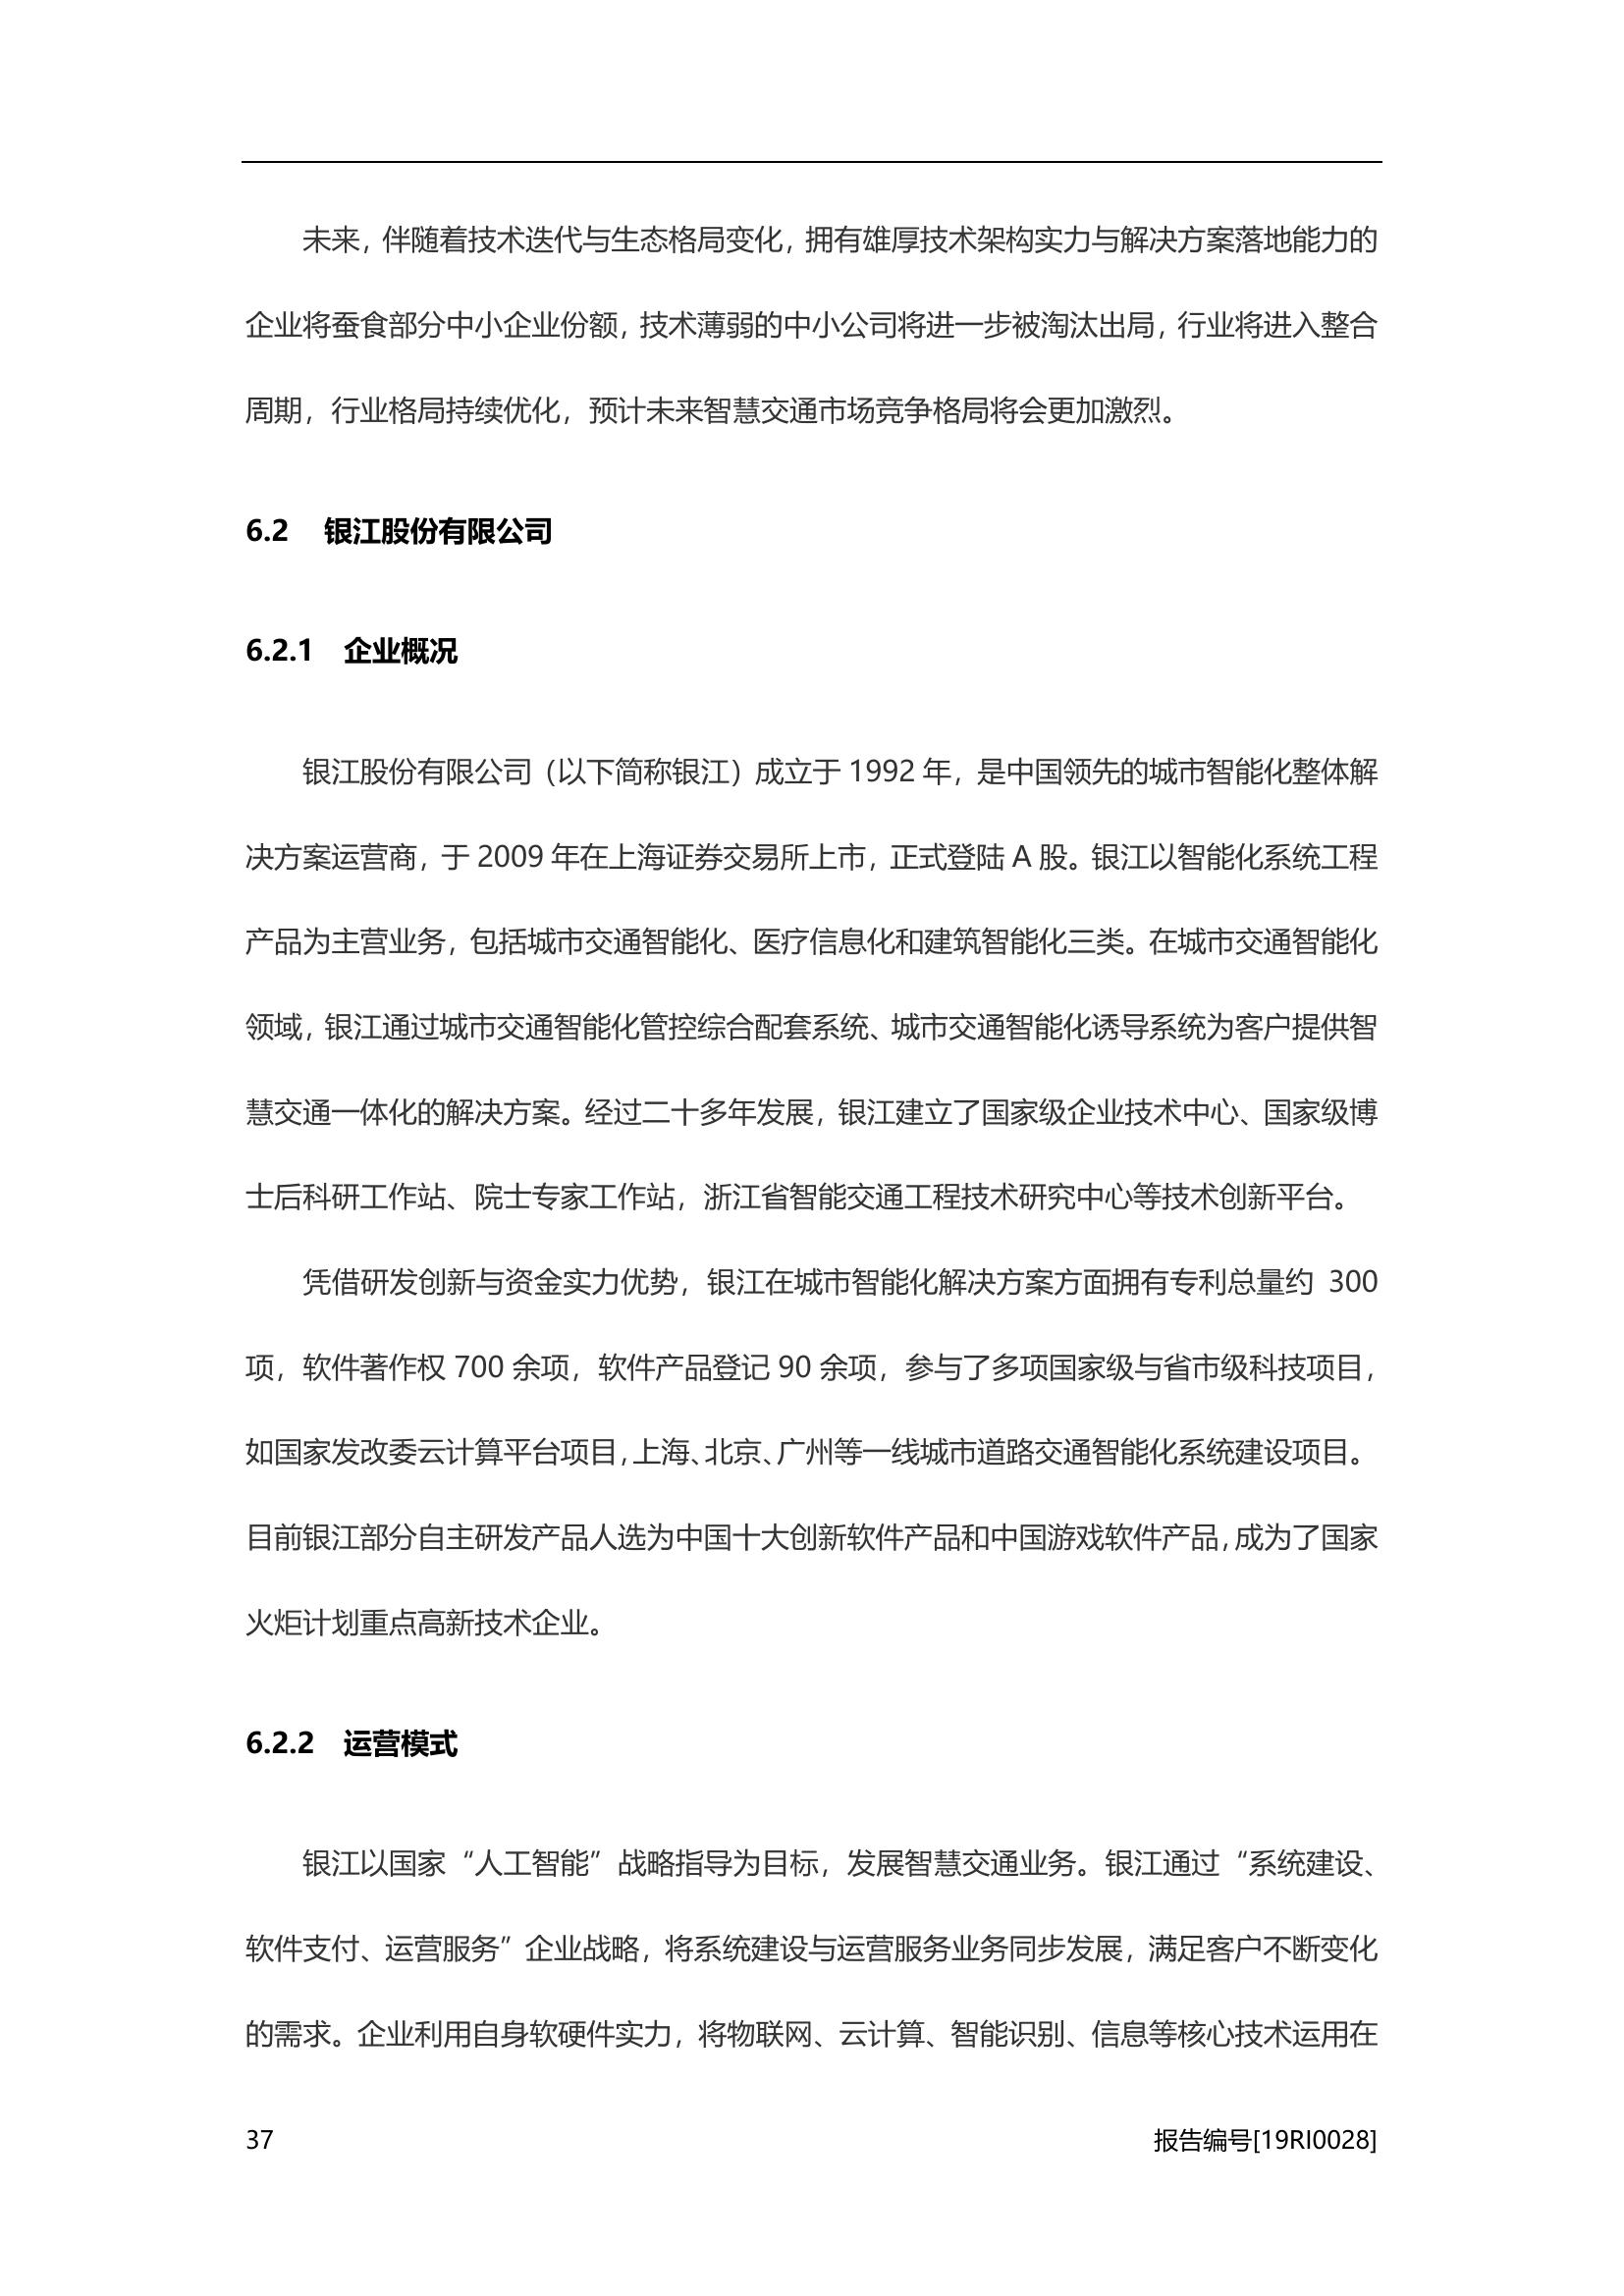 未来，伴随着技术迭代与生态格局变化，拥有雄厚技术架构实力与解决方案落地能力的
企业将蚕食部分中小企业份额，技术薄弱的中小公司将进一步被淘汰出局，行业将进入整合
周期，行业格局持续优化，预计未来智慧交通市场竞争格局将会更加激烈。
6.2 银江股份有限公司
6.2.1 企业概况
银江股份有限公司（以下简称银江）成立于 1992 年，是中国领先的城市智能化整体解
决方案运营商，于 2009 年在上海证券交易所上市，正式登陆 A 股。银江以智能化系统工程
产品为主营业务，包括城市交通智能化、医疗信息化和建筑智能化三类。在城市交通智能化
领域，银江通过城市交通智能化管控综合配套系统、城市交通智能化诱导系统为客户提供智
慧交通一体化的解决方案。经过二十多年发展，银江建立了国家级企业技术中心、国家级博
士后科研工作站、院士专家工作站，浙江省智能交通工程技术研究中心等技术创新平台。
凭借研发创新与资金实力优势，银江在城市智能化解决方案方面拥有专利总量约 300
项，软件著作权 700 余项，软件产品登记 90 余项，参与了多项国家级与省市级科技项目，
如国家发改委云计算平台项目，上海、北京、广州等一线城市道路交通智能化系统建设项目。
目前银江部分自主研发产品人选为中国十大创新软件产品和中国游戏软件产品，成为了国家
火炬计划重点高新技术企业。
6.2.2 运营模式
银江以国家“人工智能”战略指导为目标，发展智慧交通业务。银江通过“系统建设、
软件支付、运营服务”企业战略，将系统建设与运营服务业务同步发展，满足客户不断变化
的需求。企业利用自身软硬件实力，将物联网、云计算、智能识别、信息等核心技术运用在
37 报告编号[19RI0028]